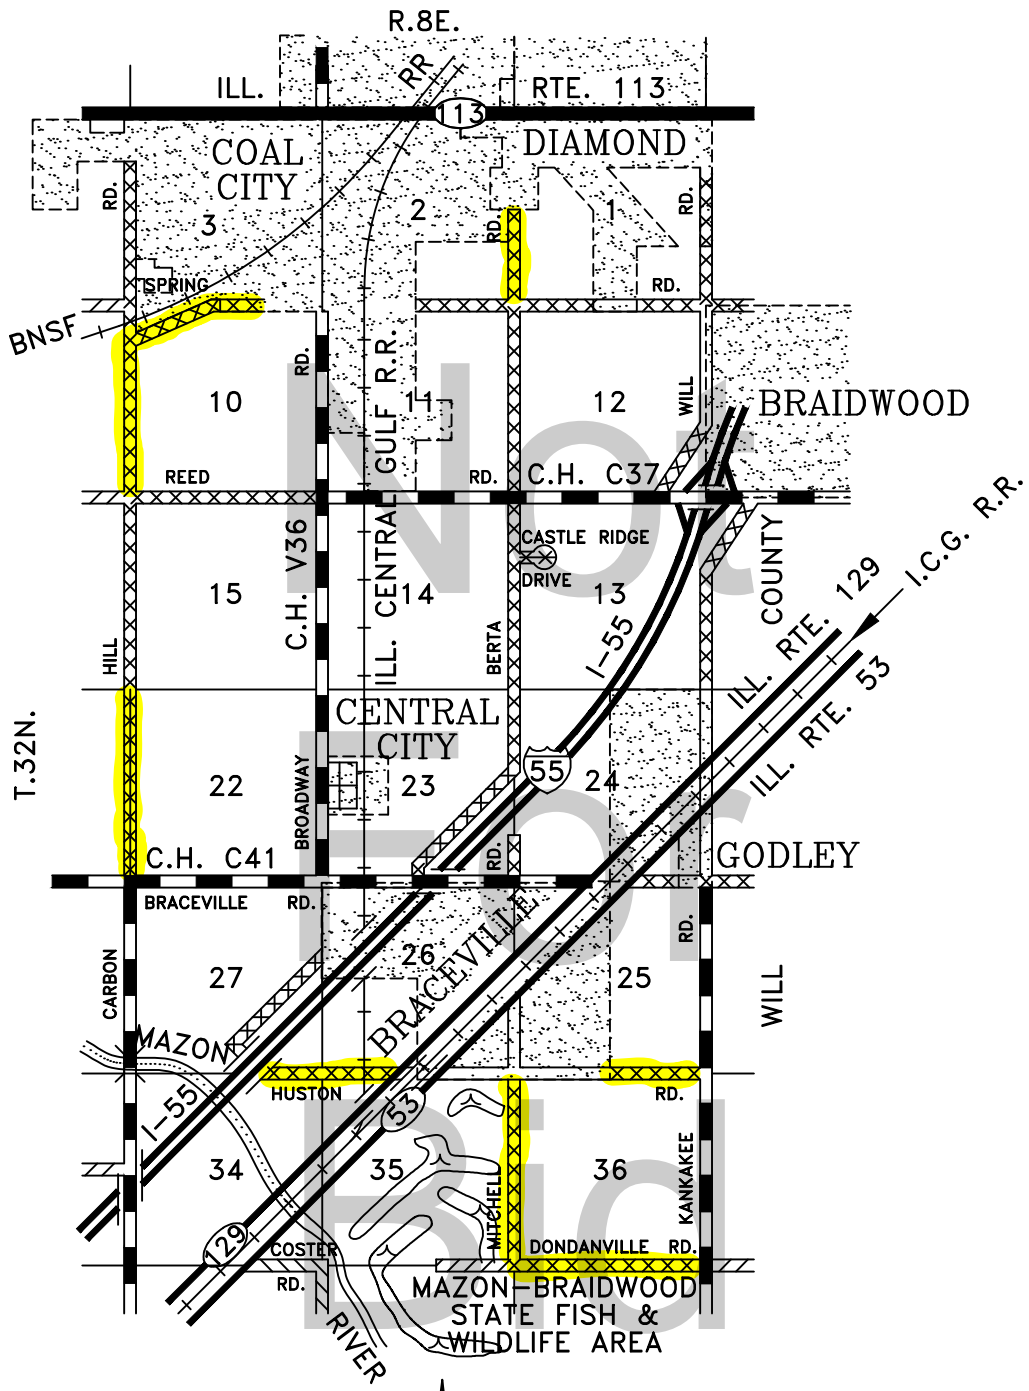 R.8E.
ILL.
RR
RTE. 113
113
COAL
CITY
DIAMOND
RD.
3
2
RD.
1
RD.
SPRING
RD.
BNSF
RD.
10
11
12
WILL
BRAIDWOOD
ILL. CENTRAL GULF R.R.
REED
RD.
C.H. C37
I.C.G. R.R.
C.H. V36
CASTLE RIDGE
DRIVE
COUNTY
15
14
13
ILL. RTE. 129
HILL
BERTA
I-55
ILL. RTE. 53
T.32N.
CENTRAL
CITY
55
22
23
24
BROADWAY
RD.
C.H. C41
GODLEY
BRACEVILLE
RD.
BRACEVILLE
RD.
26
27
25
CARBON
WILL
MAZON
HUSTON
RD.
I-55
53
34
35
36
KANKAKEE
MITCHELL
129
COSTER
RD.
DONDANVILLE
RD.
MAZON-BRAIDWOOD
STATE FISH &
WILDLIFE AREA
RIVER
Not
For
Bid